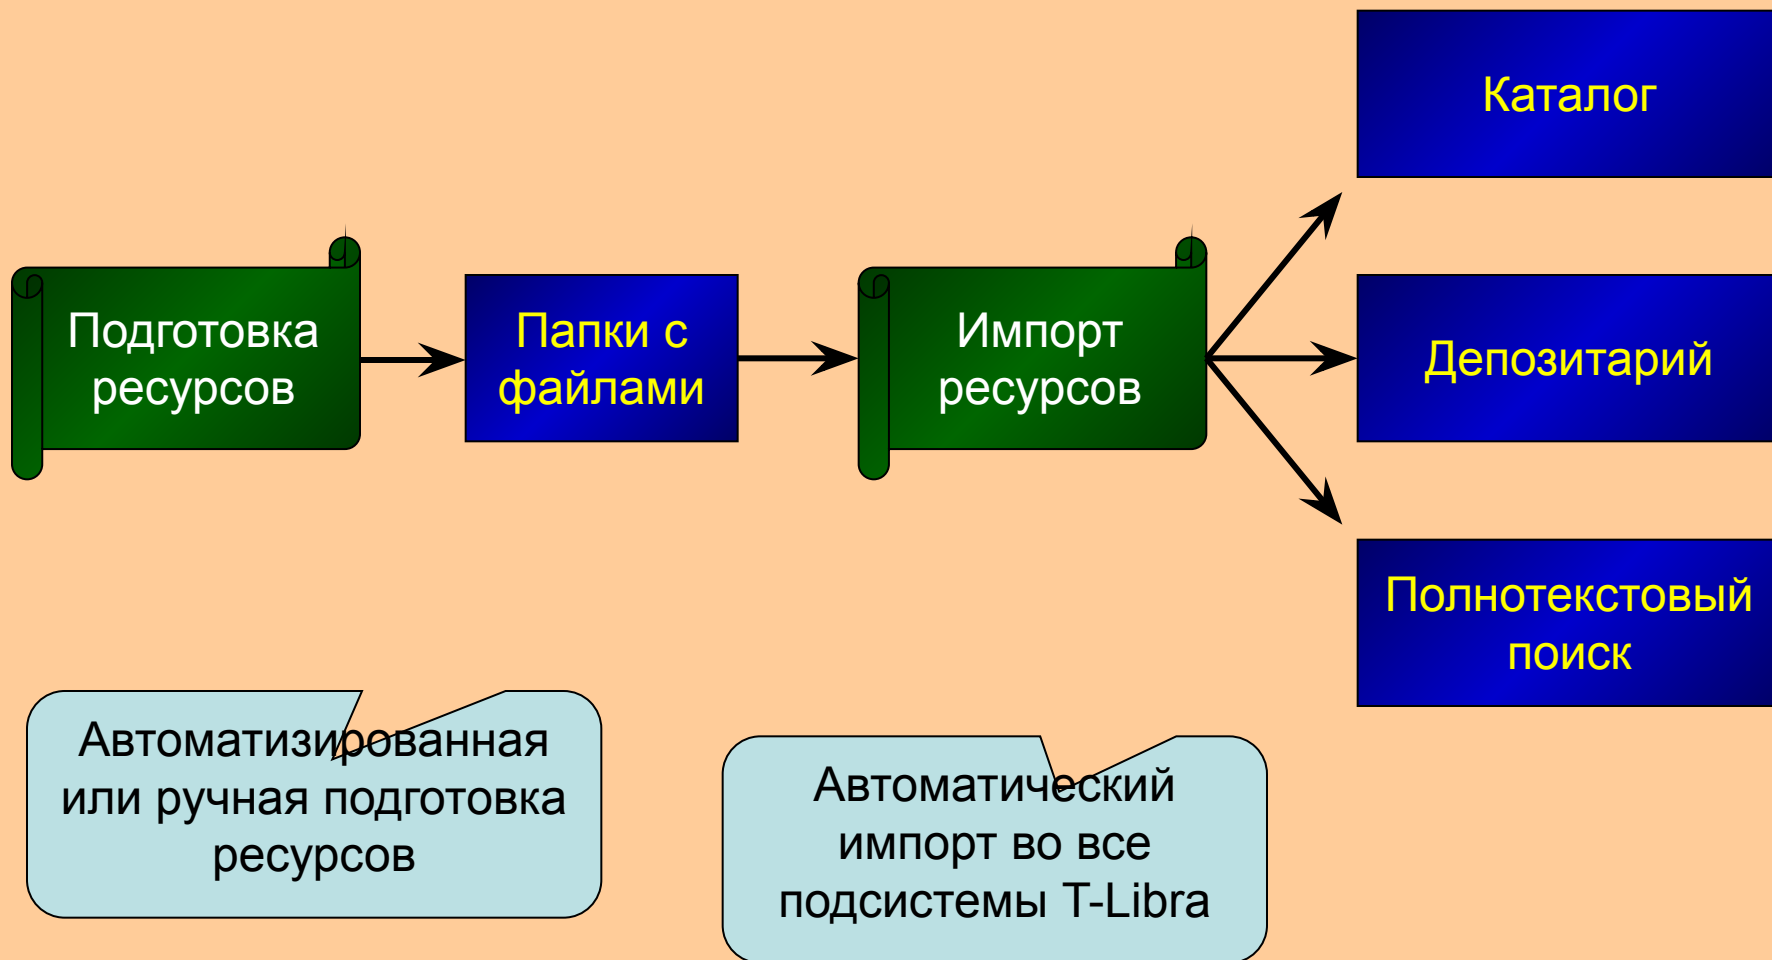 Каталог
Подготовка
ресурсов
Папки с
файлами
Импорт
ресурсов
Депозитарий
Полнотекстовый
поиск
Автоматизированная
или ручная подготовка
ресурсов
Автоматический
импорт во все
подсистемы T-Libra